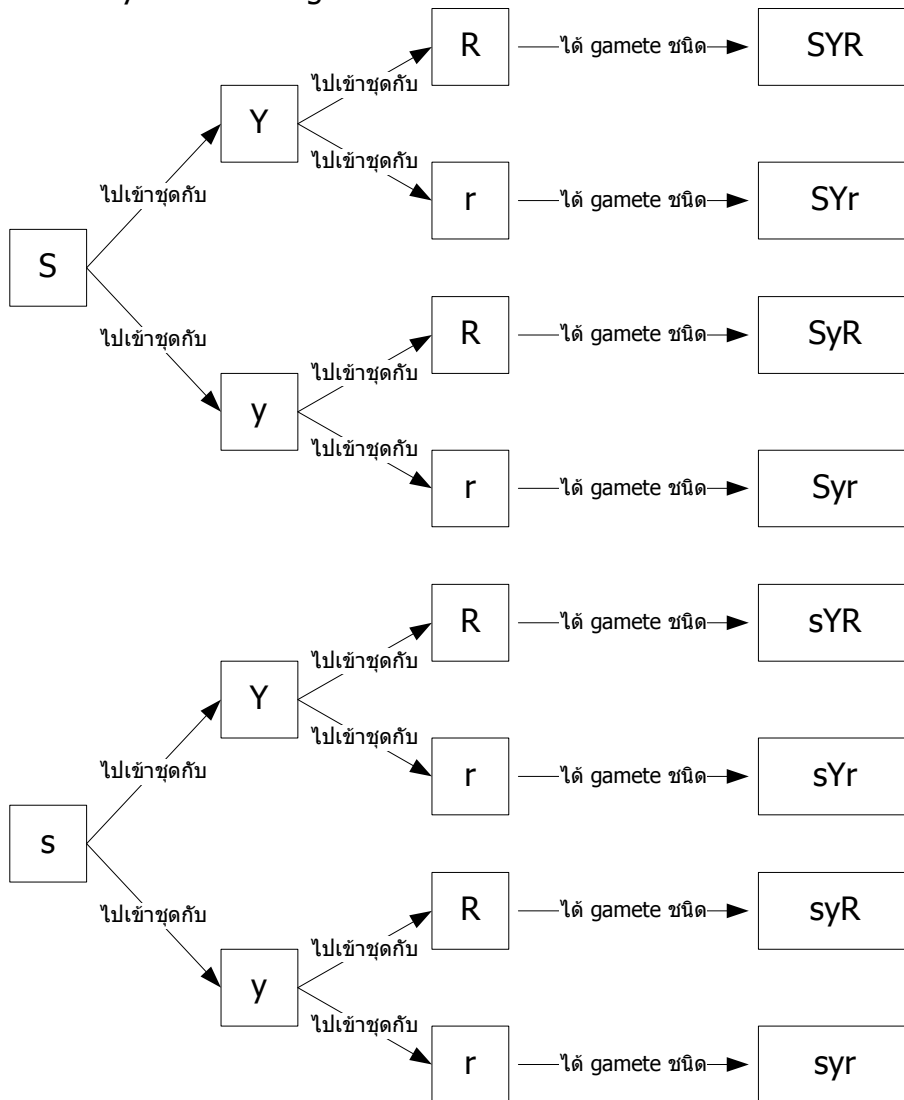 R ได้ gamete ชนิด SYR
ไปเข้าชุดกับ
Y
ไปเข้าชุดกับ
ไปเข้าชุดกับ
r ได้ gamete ชนิด SYr
S
R ได้ gamete ชนิด SyR
ไปเข้าชุดกับ
ไปเข้าชุดกับ
y
ไปเข้าชุดกับ
r ได้ gamete ชนิด Syr
R ได้ gamete ชนิด sYR
ไปเข้าชุดกับ
Y
ไปเข้าชุดกับ
ไปเข้าชุดกับ
r ได้ gamete ชนิด sYr
s
R ได้ gamete ชนิด syR
ไปเข้าชุดกับ
ไปเข้าชุดกับ
y
ไปเข้าชุดกับ
r ได้ gamete ชนิด syr